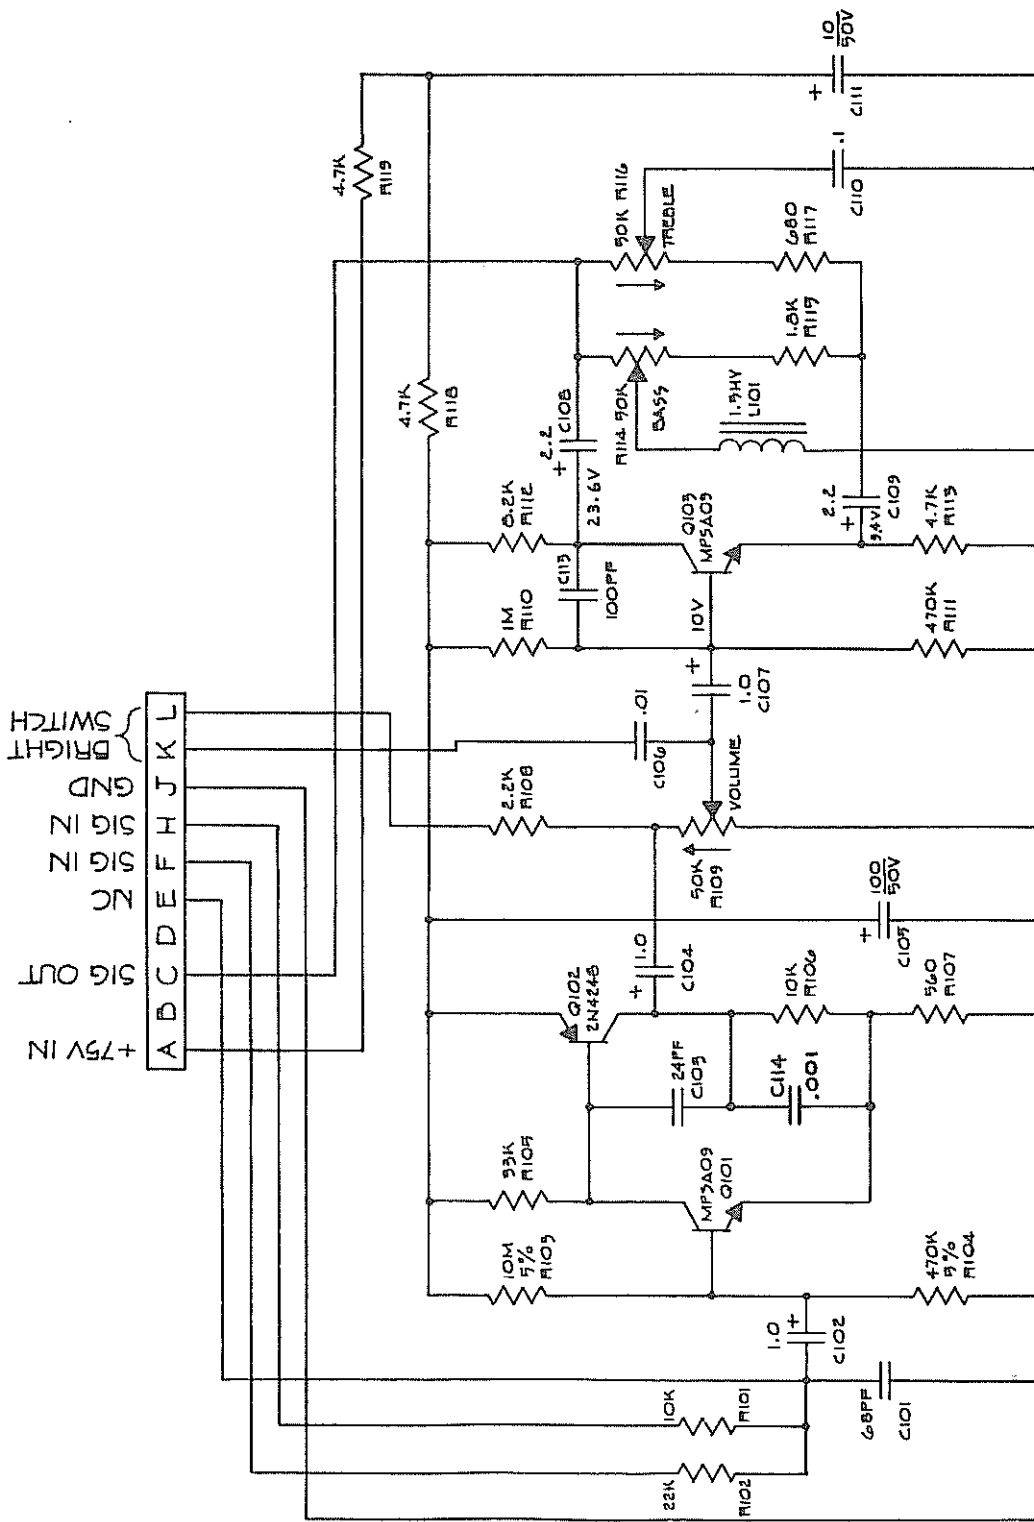 +75V IN
SIG OUT
NC
SIG IN
SIG IN
GND
BRIGHT
SWITCH
A B C D E F H J K L
4.7K
R119
4.7K
R118
10
50V
+
C111
.1
C110
50K R116
TREBLE
680
R117
1.8K
R115
R114 50K
BASS
1.5HY
L101
2.2
+
C108
23.6V
8.2K
R112
C113
100PF
1M
R110
Q103
MPSA09
10V
2.2
+
9.4V
C109
4.7K
R113
470K
R111
+
1.0
C107
.01
C106
VOLUME
2.2K
R108
50K
R109
100
50V
+
C105
1.0
+
C104
Q102
2N4248
10K
R106
560
R107
24PF
C103
C114
.001
33K
R105
MPSA09
Q101
10M
5%
R103
470K
5%
R104
1.0
+
C102
68PF
C101
10K
R101
22K
R102